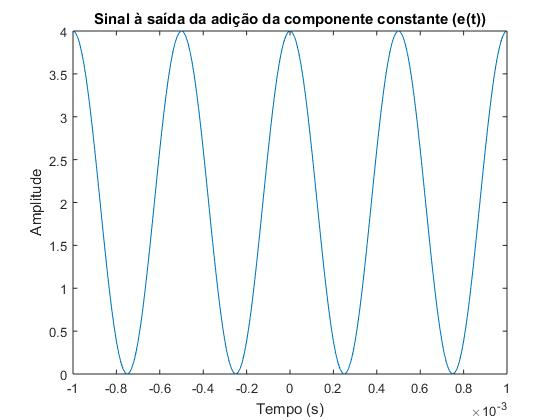 Sinal à saída da adição da componente constante (e(t))
4
3.5
3
2.5
2
1.5
1
0.5
0
Amplitude
-1 -0.8 -0.6 -0.4 -0.2 0 0.2 0.4 0.6 0.8 1
Tempo (s)
×10⁻³